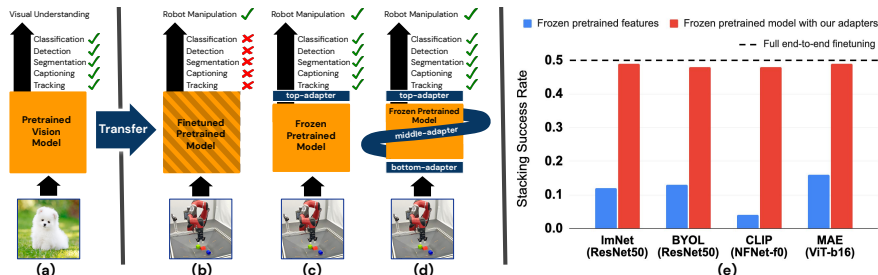 Visual Understanding
Classification
Detection
Segmentation
Captioning
Tracking
Pretrained
Vision
Model
(a)
Transfer
Robot Manipulation
Classification
Detection
Segmentation
Captioning
Tracking
Finetuned
Pretrained
Model
(b)
Robot Manipulation
Classification
Detection
Segmentation
Captioning
Tracking
top-adapter
Frozen
Pretrained
Model
(c)
Robot Manipulation
Classification
Detection
Segmentation
Captioning
Tracking
top-adapter
Frozen Pretrained
Model
middle-adapter
bottom-adapter
(d)
Frozen pretrained features
Frozen pretrained model with our adapters
Full end-to-end finetuning
Stacking Success Rate
0.5
0.4
0.3
0.2
0.1
0.0
ImNet
(ResNet50)
BYOL
(ResNet50)
CLIP
(NFNet-f0)
MAE
(ViT-b16)
(e)